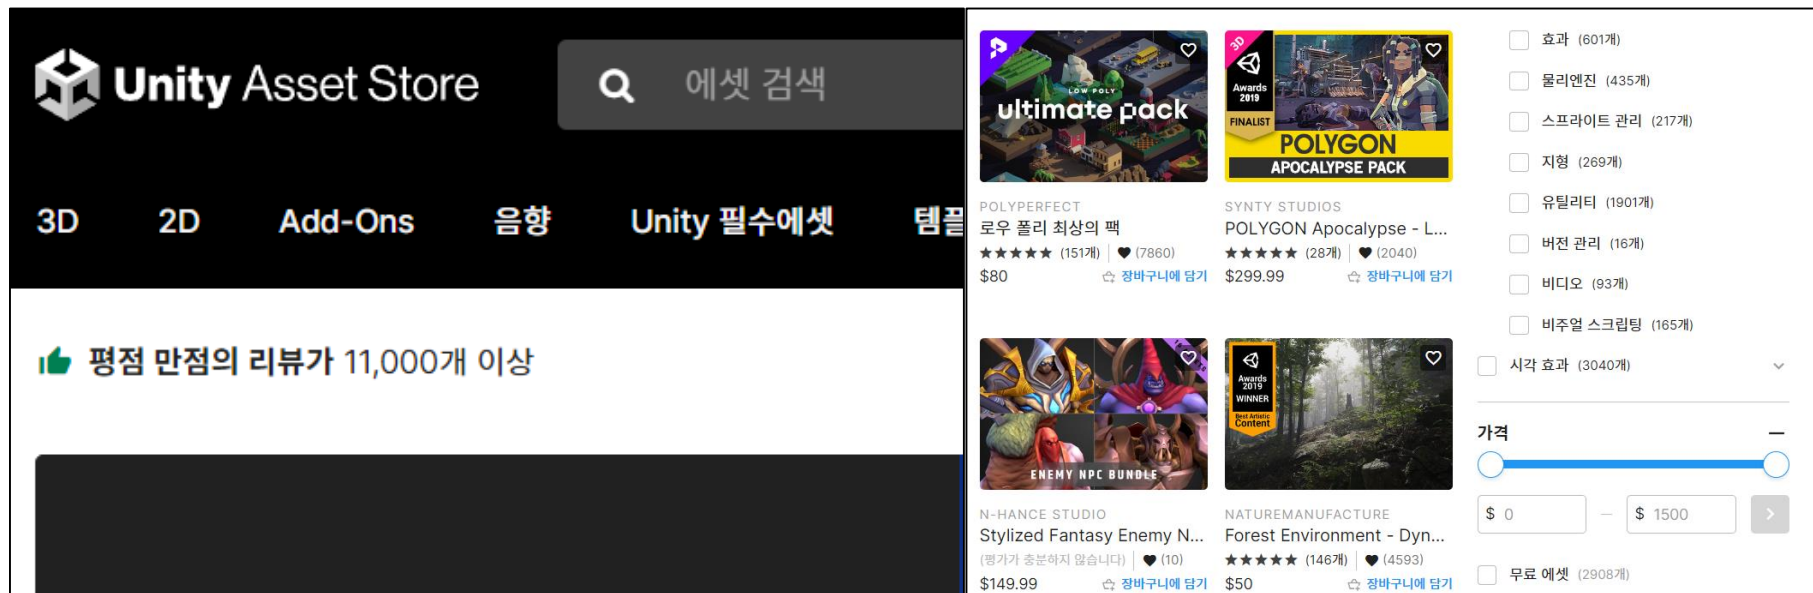 Unity Asset Store
에셋 검색
3D 2D Add-Ons 음향 Unity 필수에셋 템플
평점 만점의 리뷰가 11,000개 이상
LOW POLY
ultimate pack
POLYPERFECT
로우 폴리 최상의 팩
★★★★★ (151개) ♥ (7860)
$80 장바구니에 담기
3D
Awards
2019
FINALIST
POLYGON
APOCALYPSE PACK
SYNTY STUDIOS
POLYGON Apocalypse - L...
★★★★★ (28개) ♥ (2040)
$299.99 장바구니에 담기
ENEMY NPC BUNDLE
N-HANCE STUDIO
Stylized Fantasy Enemy N...
(평가가 충분하지 않습니다) ♥ (10)
$149.99 장바구니에 담기
Awards
2019
WINNER
Best Artistic
Content
NATUREMANUFACTURE
Forest Environment - Dyn...
★★★★★ (146개) ♥ (4593)
$50 장바구니에 담기
효과 (601개)
물리엔진 (435개)
스프라이트 관리 (217개)
지형 (269개)
유틸리티 (1901개)
버전 관리 (16개)
비디오 (93개)
비주얼 스크립팅 (165개)
시각 효과 (3040개)
가격
$ 0 — $ 1500
무료 에셋 (2908개)